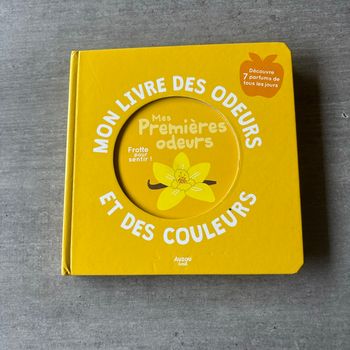 MON LIVRE DES ODEURS
ET DES COULEURS
Découvre
7 parfums de
tous les jours
Mes
Premières
odeurs
Frotte
pour
sentir !
AUZOU